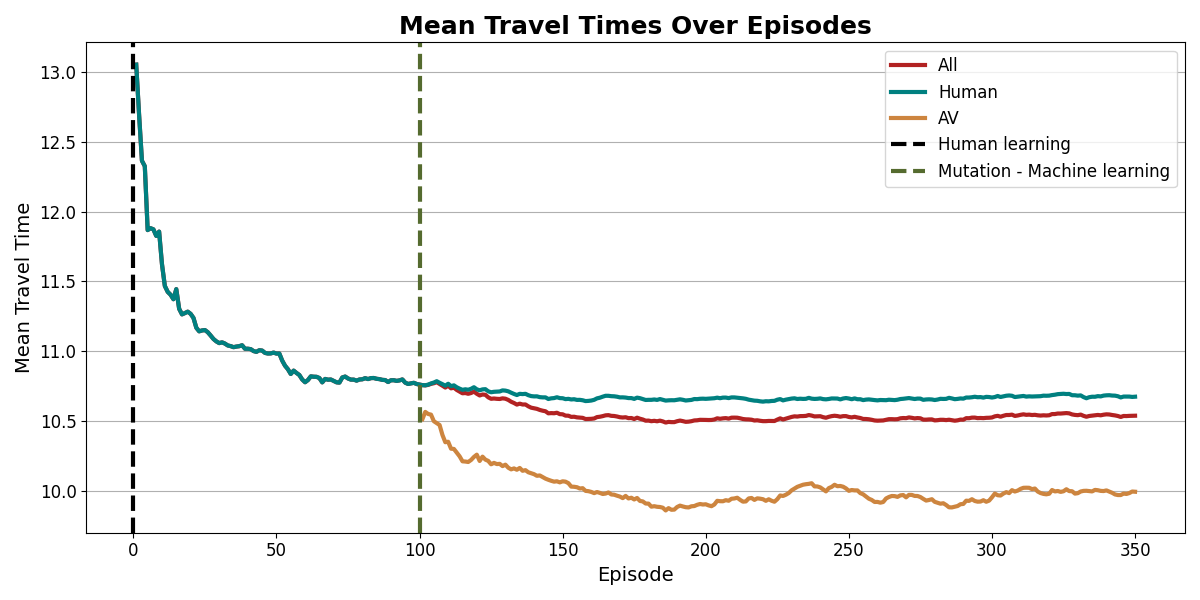 Mean Travel Times Over Episodes
Mean Travel Time
13.0
12.5
12.0
11.5
11.0
10.5
10.0
All
Human
AV
Human learning
Mutation - Machine learning
0 50 100 150 200 250 300 350
Episode